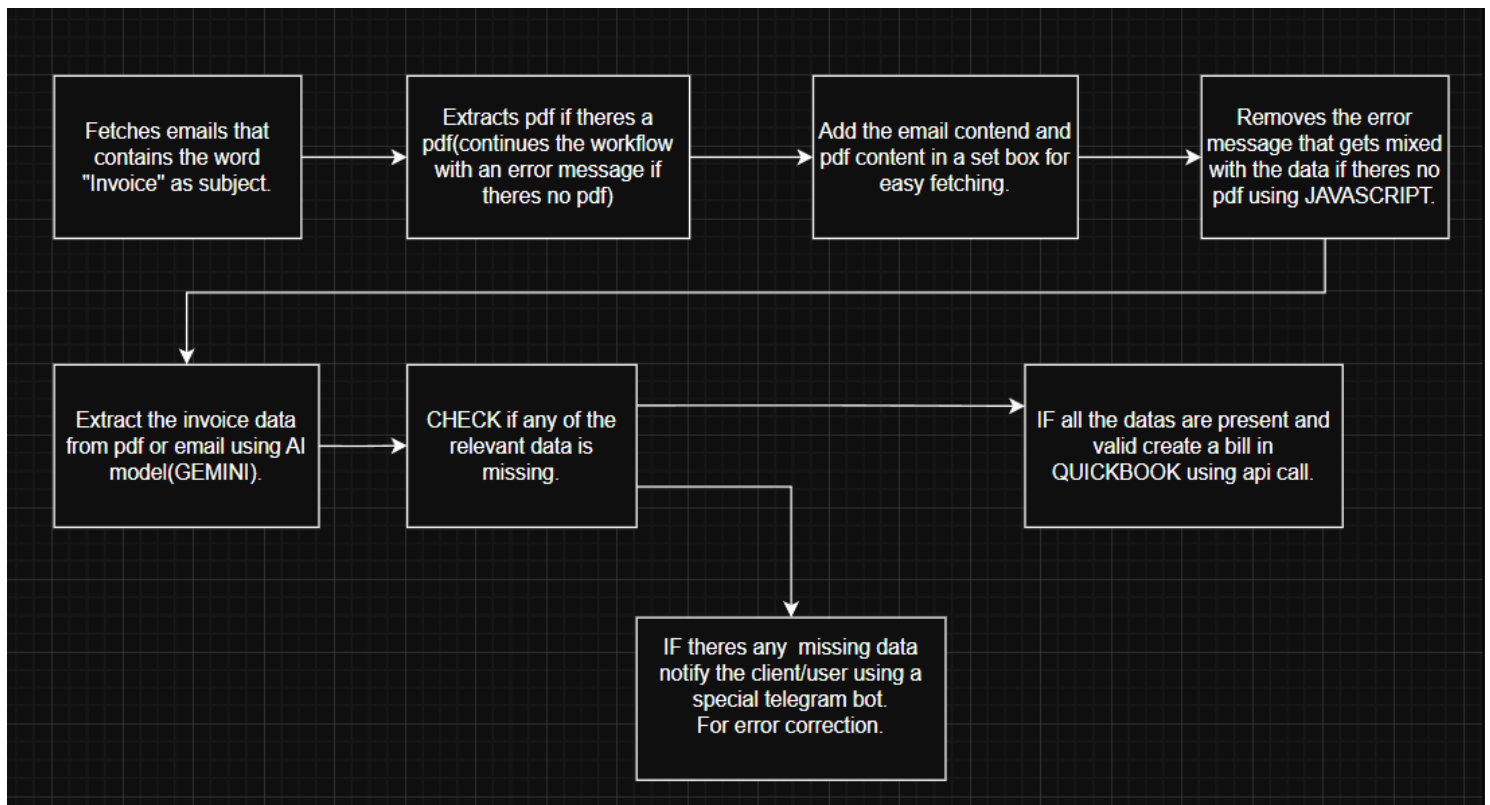 Fetches emails that
contains the word
"Invoice" as subject.
Extracts pdf if theres a
pdf(continues the workflow
with an error message if
theres no pdf)
Add the email contend and
pdf content in a set box for
easy fetching.
Removes the error
message that gets mixed
with the data if theres no
pdf using JAVASCRIPT.
Extract the invoice data
from pdf or email using AI
model(GEMINI).
CHECK if any of the
relevant data is
missing.
IF all the datas are present and
valid create a bill in
QUICKBOOK using api call.
IF theres any  missing data
notify the client/user using a
special telegram bot.
For error correction.